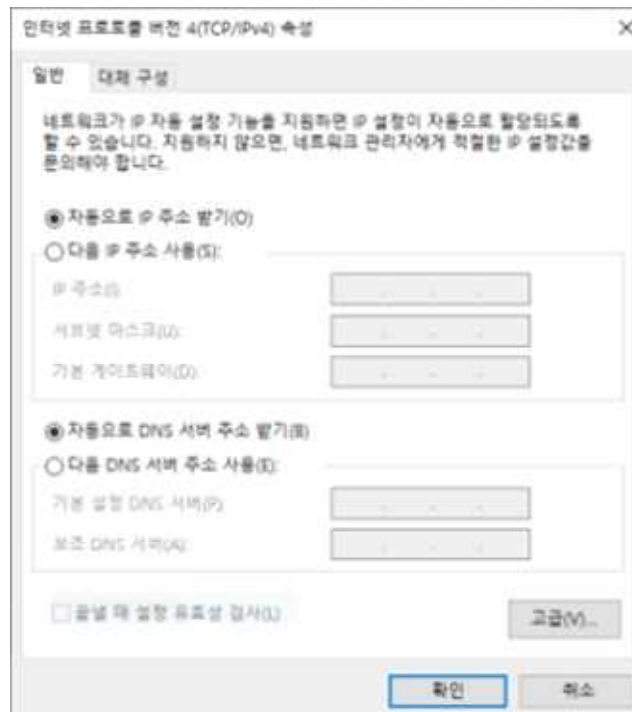 인터넷 프로토콜 버전 4(TCP/IPv4) 속성
일반 대체 구성
네트워크가 IP 자동 설정 기능을 지원하면 IP 설정이 자동으로 할당되도록
할 수 있습니다. 지원하지 않으면, 네트워크 관리자에게 적절한 IP 설정값을
문의해야 합니다.
자동으로 IP 주소 받기(O)
다음 IP 주소 사용(S):
IP 주소(I):
서브넷 마스크(U):
기본 게이트웨이(D):
자동으로 DNS 서버 주소 받기(B)
다음 DNS 서버 주소 사용(E):
기본 설정 DNS 서버(P):
보조 DNS 서버(A):
끝낼 때 설정 유효성 검사(L)
고급(V)...
확인 취소